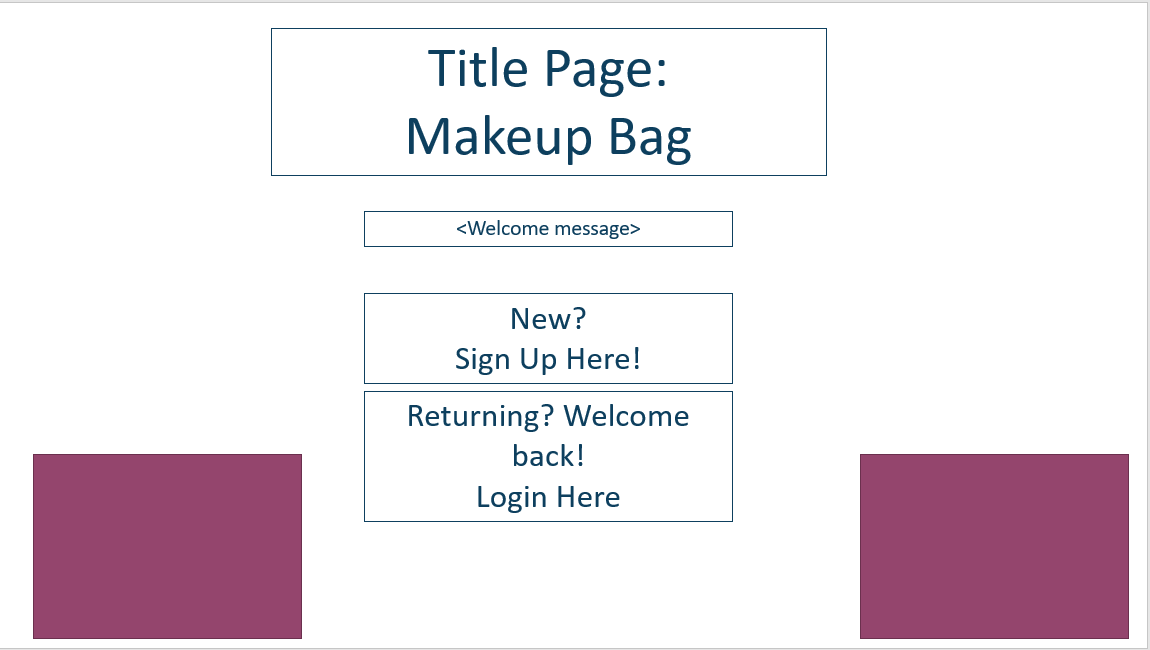 Title Page:
Makeup Bag
<Welcome message>
New?
Sign Up Here!
Returning? Welcome
back!
Login Here